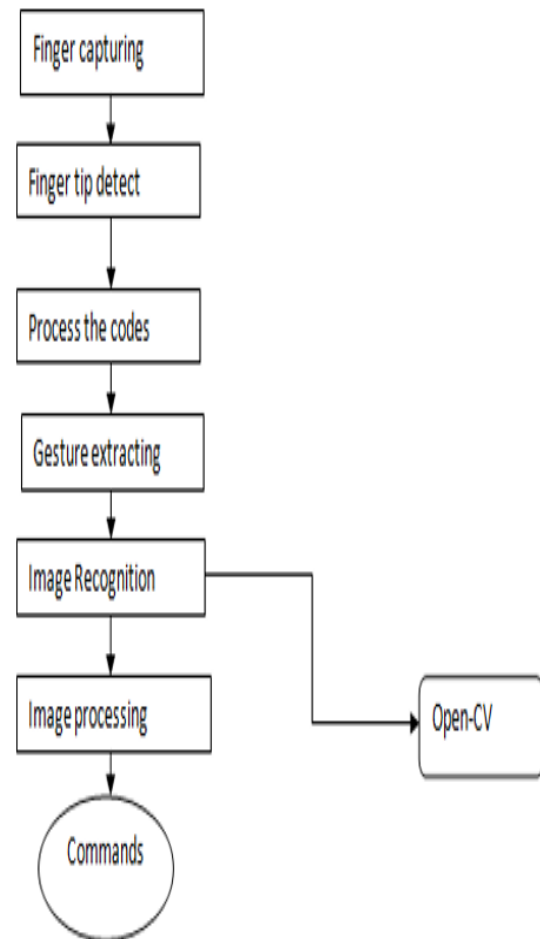 Finger capturing
Finger tip detect
Process the codes
Gesture extracting
Image Recognition
Image processing
Open-CV
Commands